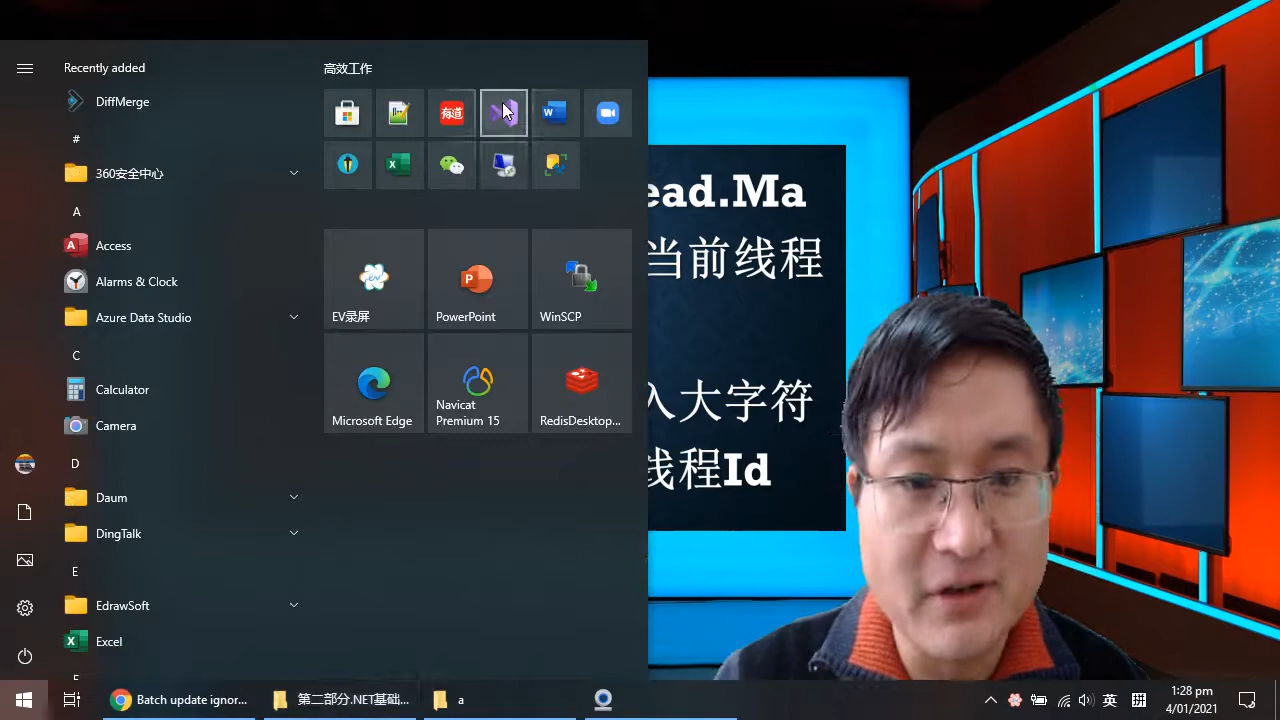 Recently added
DiffMerge
#
360安全中心
A
Access
Alarms & Clock
Azure Data Studio
C
Calculator
Camera
D
Daum
DingTalk
E
EdrawSoft
Excel
高效工作
有道
W
X
EV录屏
P
PowerPoint
WinSCP
Microsoft Edge
Navicat
Premium 15
RedisDesktop...
ead.Ma
当前线程
入大字符
线程Id
Batch update ignor...
第二部分.NET基础...
a
英
拼
1:28 pm
4/01/2021